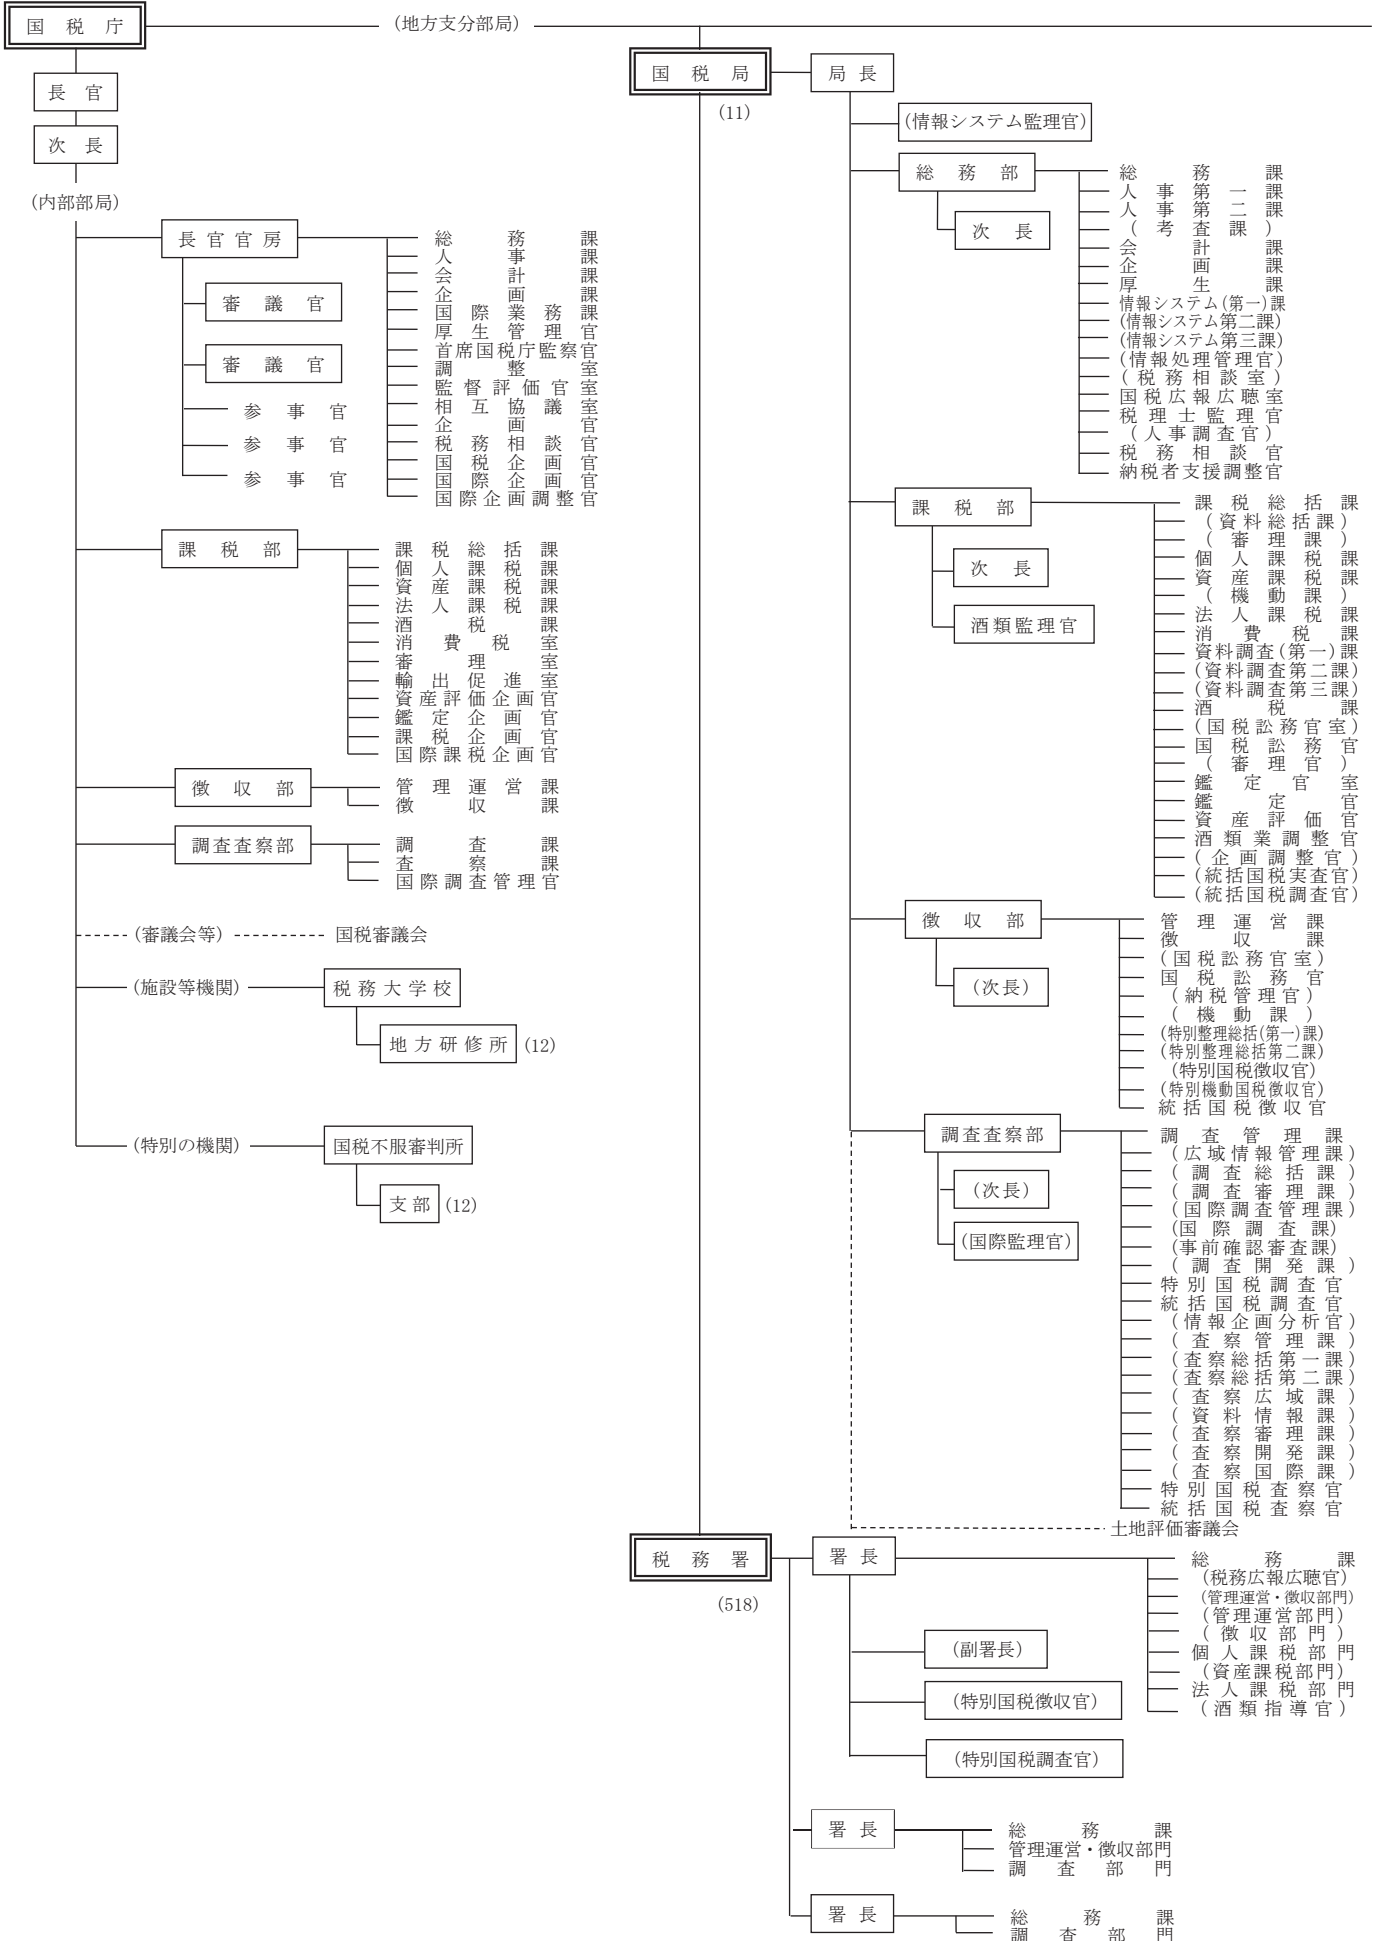 国税庁
(地方支分部局)
長官
次長
(内部部局)
長官官房
審議官
審議官
参事官
参事官
参事官
総務課
人事課
会計課
企画課
国際業務課
厚生管理官
首席国税庁監察官
調整室
監督評価官室
相互協議室
企画官
税務相談官
国税企画官
国際企画官
国際企画調整官
課税部
課税総括課
個人課税課
資産課税課
法人課税課
酒税課
消費税室
審理室
輸出促進室
資産評価企画官
鑑定企画官
課税企画官
国際課税企画官
徴収部
管理運営課
徴収課
調査査察部
調査課
査察課
国際調査管理官
(審議会等)
国税審議会
(施設等機関)
税務大学校
地方研修所
(12)
(特別の機関)
国税不服審判所
支部
(12)
国税局
(11)
局長
(情報システム監理官)
総務部
次長
総務課
人事第一課
人事第二課
(考査課)
会計課
企画課
厚生課
情報システム(第一)課
(情報システム第二課)
(情報システム第三課)
(情報処理管理官)
(税務相談室)
国税広報広聴室
税理士監理官
(人事調査官)
税務相談官
納税者支援調整官
課税部
次長
酒類監理官
課税総括課
(資料総括課)
(審理課)
個人課税課
資産課税課
(機動課)
法人課税課
消費税課
資料調査(第一)課
(資料調査第二課)
(資料調査第三課)
酒税課
(国税訟務官室)
国税訟務官
(審理官)
鑑定官室
鑑定官
資産評価官
酒類業調整官
(企画調整官)
(統括国税実査官)
(統括国税調査官)
徴収部
(次長)
管理運営課
徴収課
(国税訟務官室)
国税訟務官
(納税管理官)
(機動課)
(特別整理総括(第一)課)
(特別整理総括第二課)
(特別国税徴収官)
(特別機動国税徴収官)
統括国税徴収官
調査査察部
(次長)
(国際監理官)
調査管理課
(広域情報管理課)
(調査総括課)
(調査審理課)
(国際調査管理課)
(国際調査課)
(事前確認審査課)
(調査開発課)
特別国税調査官
統括国税調査官
(情報企画分析官)
(査察管理課)
(査察総括第一課)
(査察総括第二課)
(査察広域課)
(資料情報課)
(査察審理課)
(査察開発課)
(査察国際課)
特別国税査察官
統括国税査察官
土地評価審議会
税務署
(518)
署長
(副署長)
(特別国税徴収官)
(特別国税調査官)
総務課
(税務広報広聴官)
(管理運営・徴収部門)
(管理運営部門)
(徴収部門)
個人課税部門
(資産課税部門)
法人課税部門
(酒類指導官)
署長
総務課
管理運営・徴収部門
調査部門
署長
総務課
調査部門